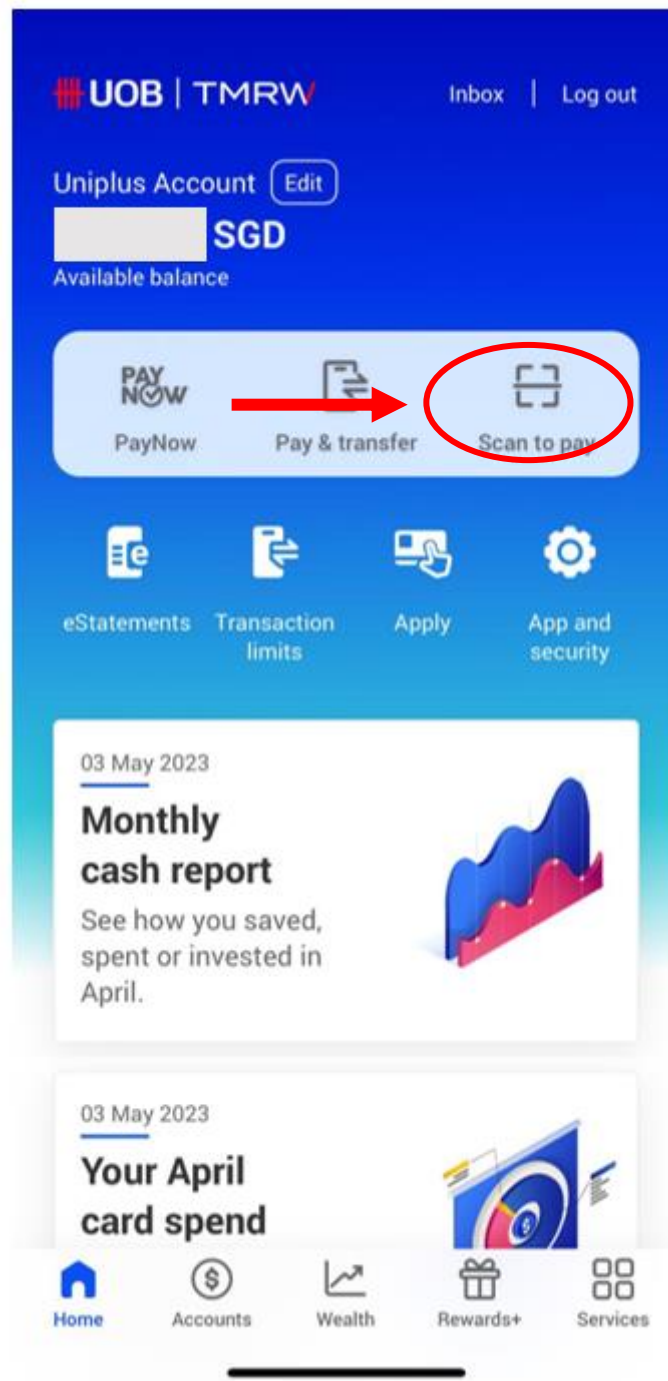 UOB | TMRW
Inbox | Log out
Uniplus Account Edit
SGD
Available balance
PAY NOW
PayNow
Pay & transfer
Scan to pay
eStatements
Transaction
limits
Apply
App and
security
03 May 2023
Monthly
cash report
See how you saved,
spent or invested in
April.
03 May 2023
Your April
card spend
Home
Accounts
Wealth
Rewards+
Services